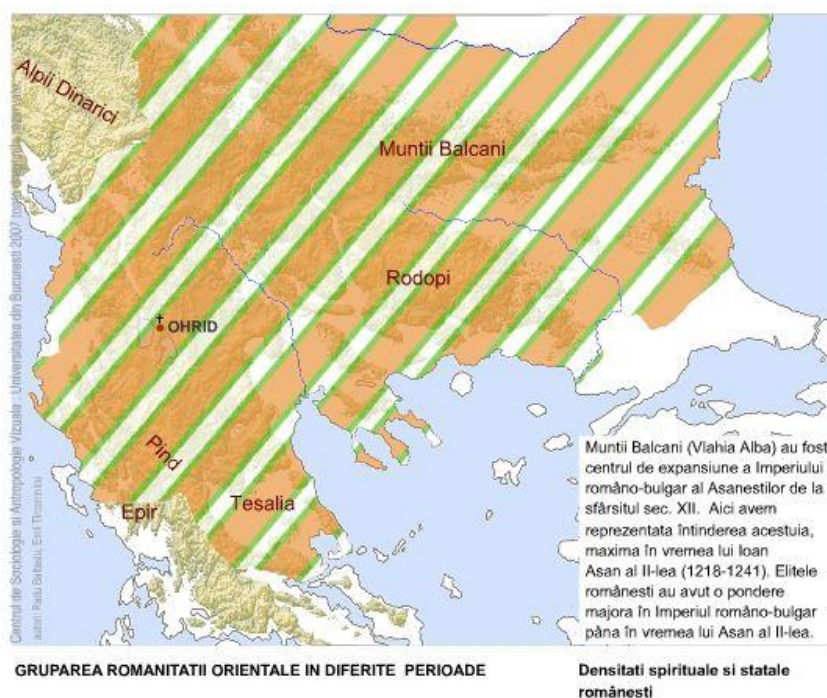 Alpii Dinarici
Muntii Balcani
Rodopi
OHRID
Pind
Epir
Tesalia
Centrul de Sociologie si Antropologie Vizuala - Universitatea din Bucuresti 2007
autori: Radu Baltasiu,
Muntii Balcani (Vlahia Alba) au fost
centrul de expansiune a Imperiului
româno-bulgar al Asanestilor de la
sfârsitul sec. XII. Aici avem
reprezentata întinderea acestuia,
maxima în vremea lui Ioan
Asan al II-lea (1218-1241). Elitele
românesti au avut o pondere
majora în Imperiul româno-bulgar
pâna în vremea lui Asan al II-lea.
GRUPAREA ROMANITATII ORIENTALE IN DIFERITE PERIOADE
Densitati spirituale si statale
românesti